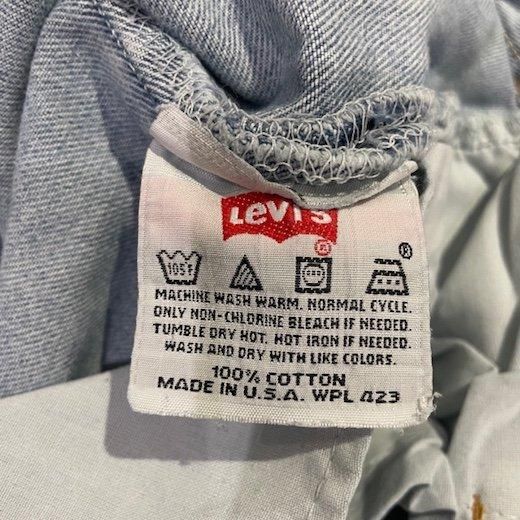 Levi's
®
®
105F
MACHINE WASH WARM. NORMAL CYCLE.
ONLY NON-CHLORINE BLEACH IF NEEDED.
TUMBLE DRY HOT. HOT IRON IF NEEDED.
WASH AND DRY WITH LIKE COLORS.
100% COTTON
MADE IN U.S.A. WPL 423